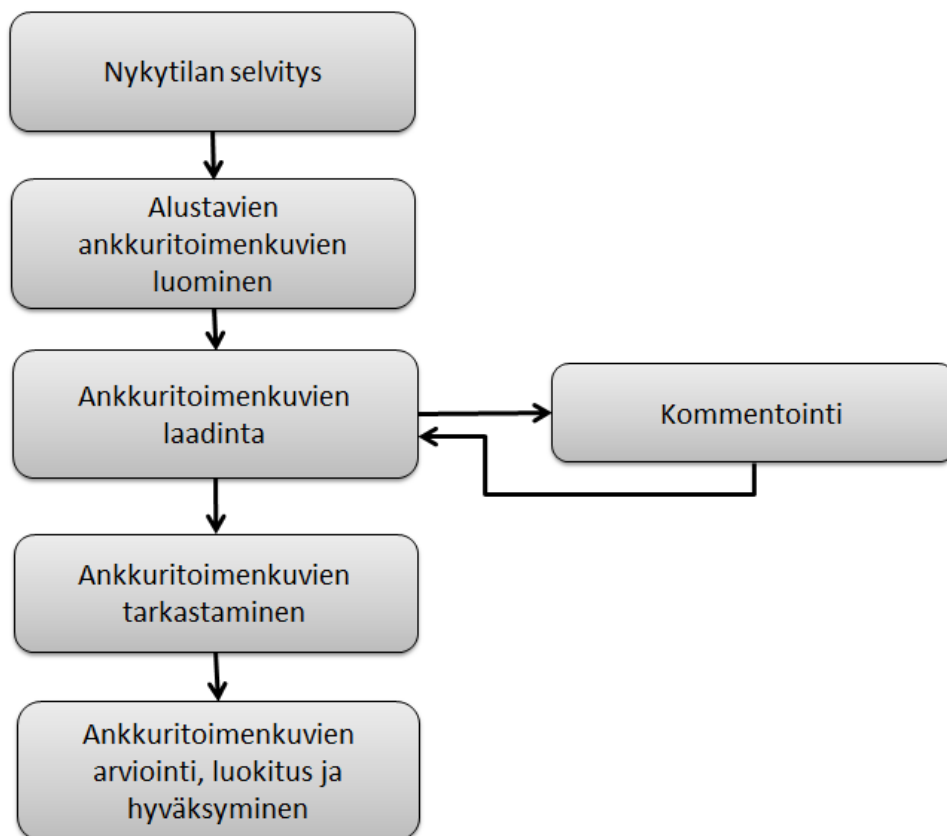 Nykytilan selvitys
Alustavien
ankkuritoimenkuvien
luominen
Ankkuritoimenkuvien
laadinta
Kommentointi
Ankkuritoimenkuvien
tarkastaminen
Ankkuritoimenkuvien
arviointi, luokitus ja
hyväksyminen